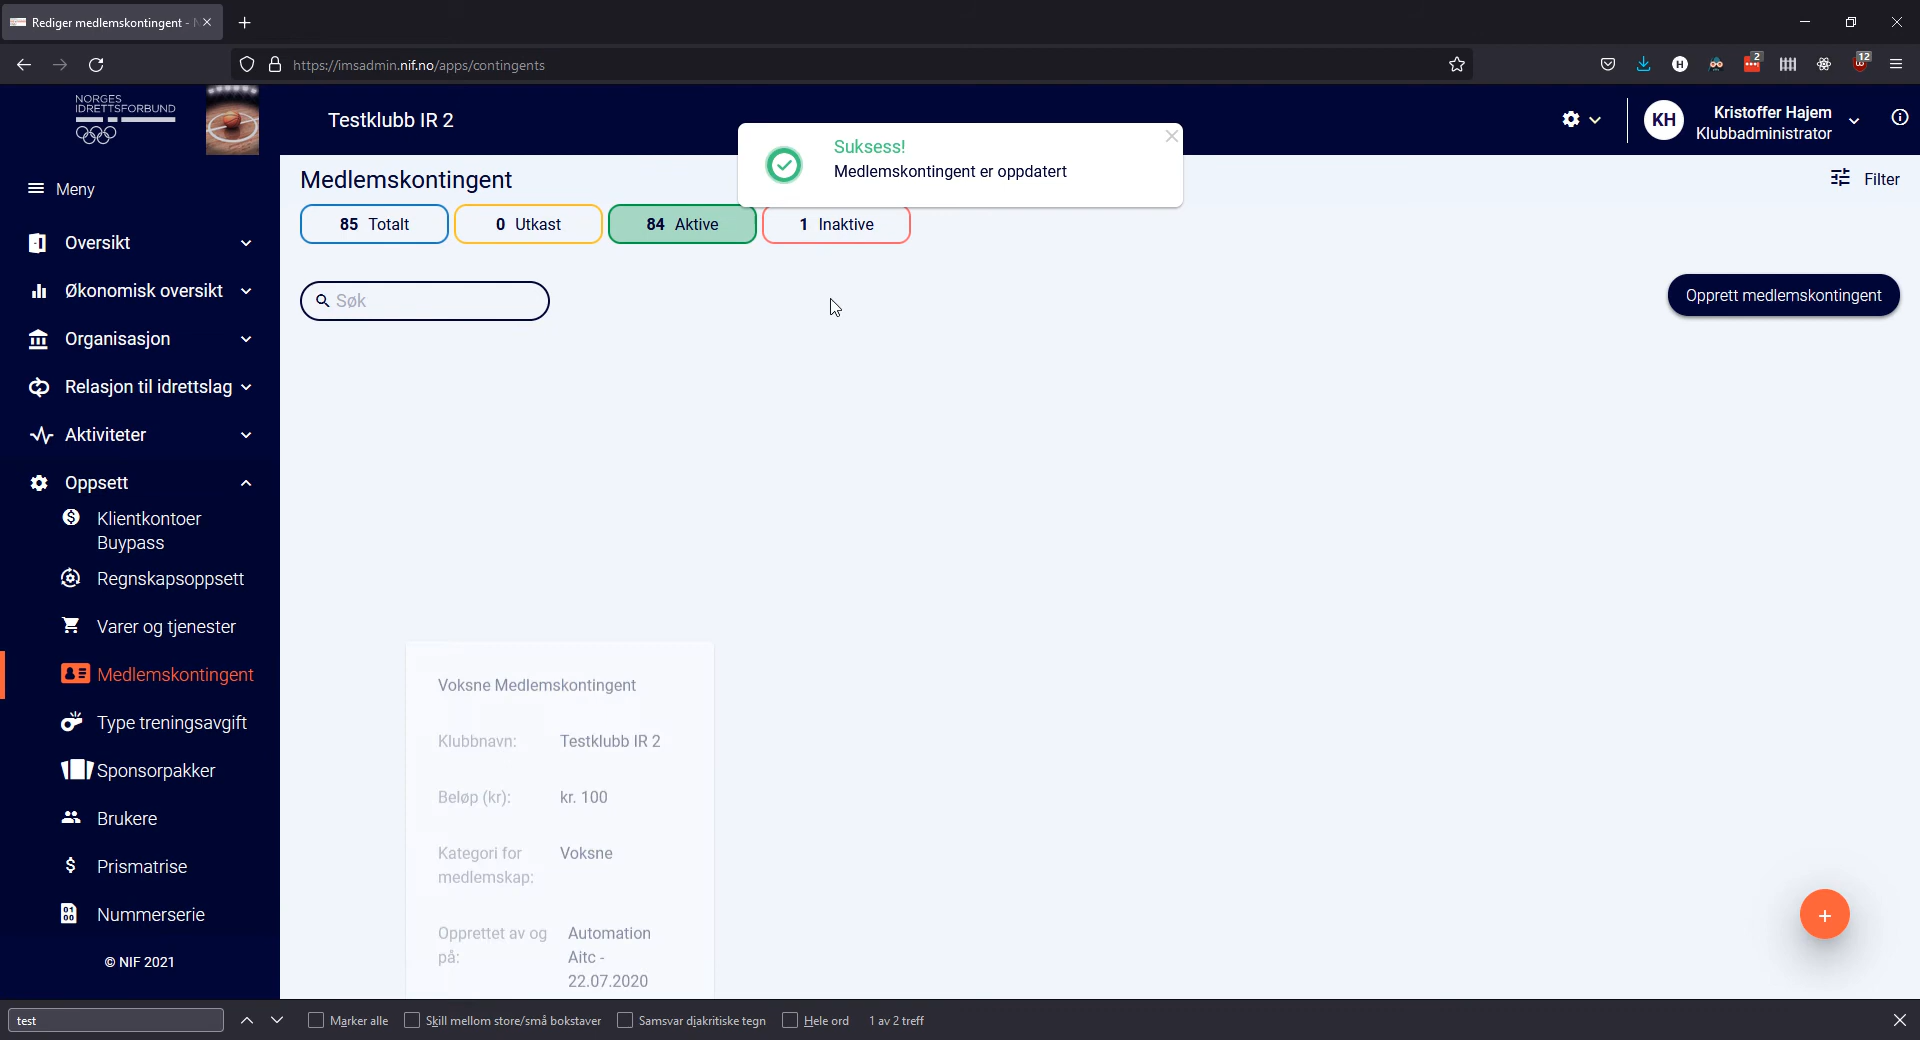 Rediger medlemskontingent -
https://imsadmin.nif.no/apps/contingents
2
12
NORGES
IDRETTSFORBUND
Testklubb IR 2
KH
Kristoffer Hajem
Klubbadministrator
Suksess!
Medlemskontingent er oppdatert
Meny
Medlemskontingent
Filter
85 Totalt
0 Utkast
84 Aktive
1 Inaktive
Søk
Opprett medlemskontingent
Oversikt
Økonomisk oversikt
Organisasjon
Relasjon til idrettslag
Aktiviteter
Oppsett
Klientkontoer
Buypass
Regnskapsoppsett
Varer og tjenester
Medlemskontingent
Type treningsavgift
Sponsorpakker
Brukere
Prismatrise
Nummerserie
© NIF 2021
Voksne Medlemskontingent
Klubbnavn: Testklubb IR 2
Beløp (kr): kr. 100
Kategori for Voksne
medlemskap:
Opprettet av og Automation
på: Aitc -
22.07.2020
test
Marker alle
Skill mellom store/små bokstaver
Samsvar djakritiske tegn
Hele ord
1 av 2 treff